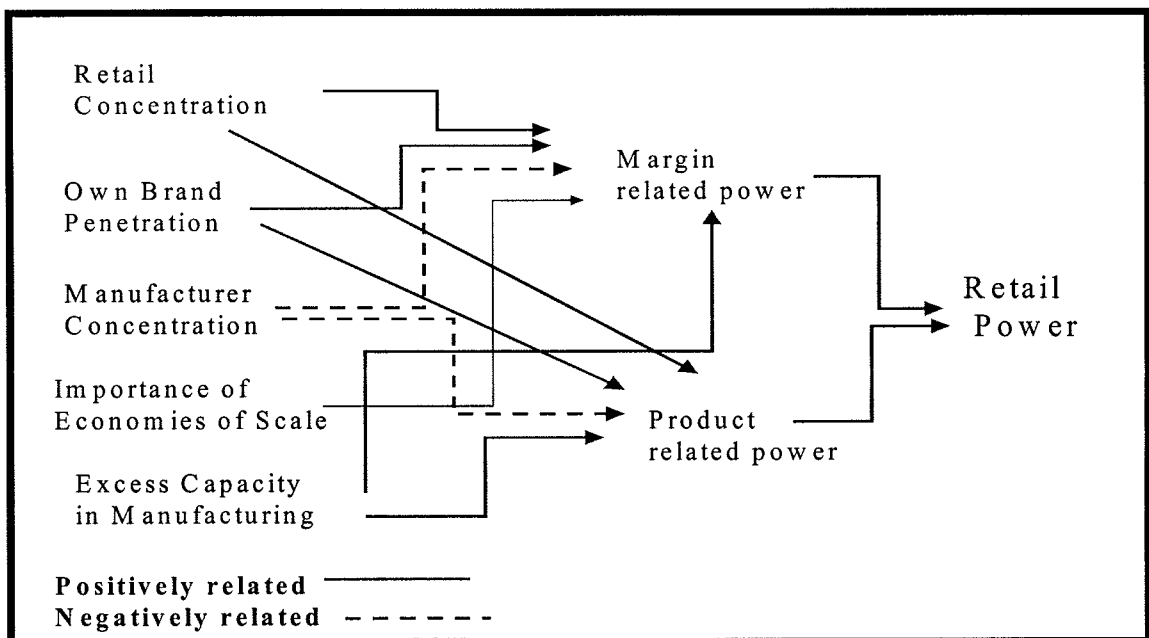 Retail
Concentration
Own Brand
Penetration
Manufacturer
Concentration
Importance of
Economies of Scale
Excess Capacity
in Manufacturing
Margin
related power
Product
related power
Retail
Power
Positively related
Negatively related